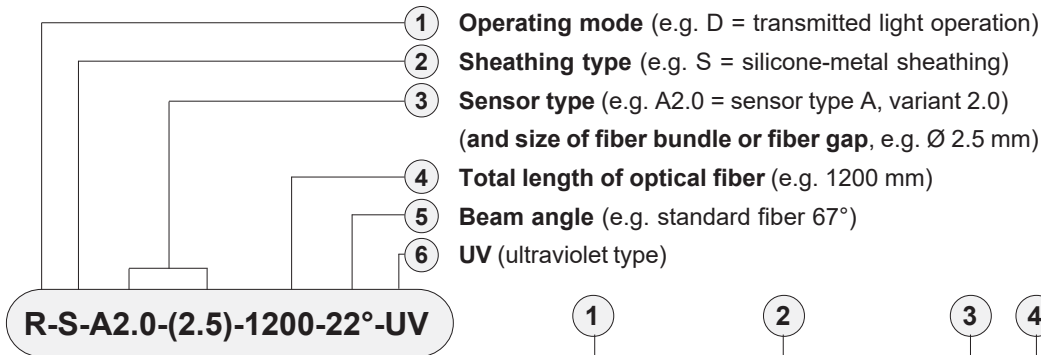 1 Operating mode (e.g. D = transmitted light operation)
2 Sheathing type (e.g. S = silicone-metal sheathing)
3 Sensor type (e.g. A2.0 = sensor type A, variant 2.0)
(and size of fiber bundle or fiber gap, e.g. Ø 2.5 mm)
4 Total length of optical fiber (e.g. 1200 mm)
5 Beam angle (e.g. standard fiber 67°)
6 UV (ultraviolet type)
R-S-A2.0-(2.5)-1200-22°-UV
1 2 3 4